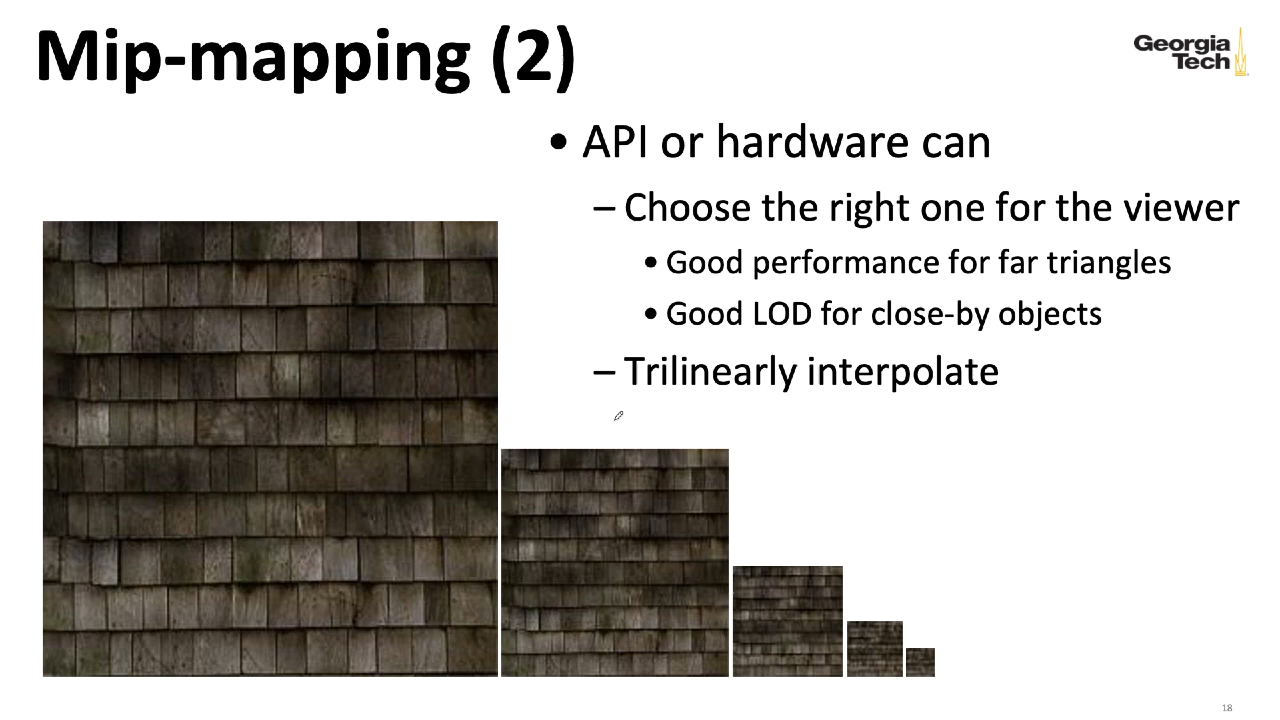 Mip-mapping (2)
Georgia
Tech
• API or hardware can
– Choose the right one for the viewer
• Good performance for far triangles
• Good LOD for close-by objects
– Trilinearly interpolate
18